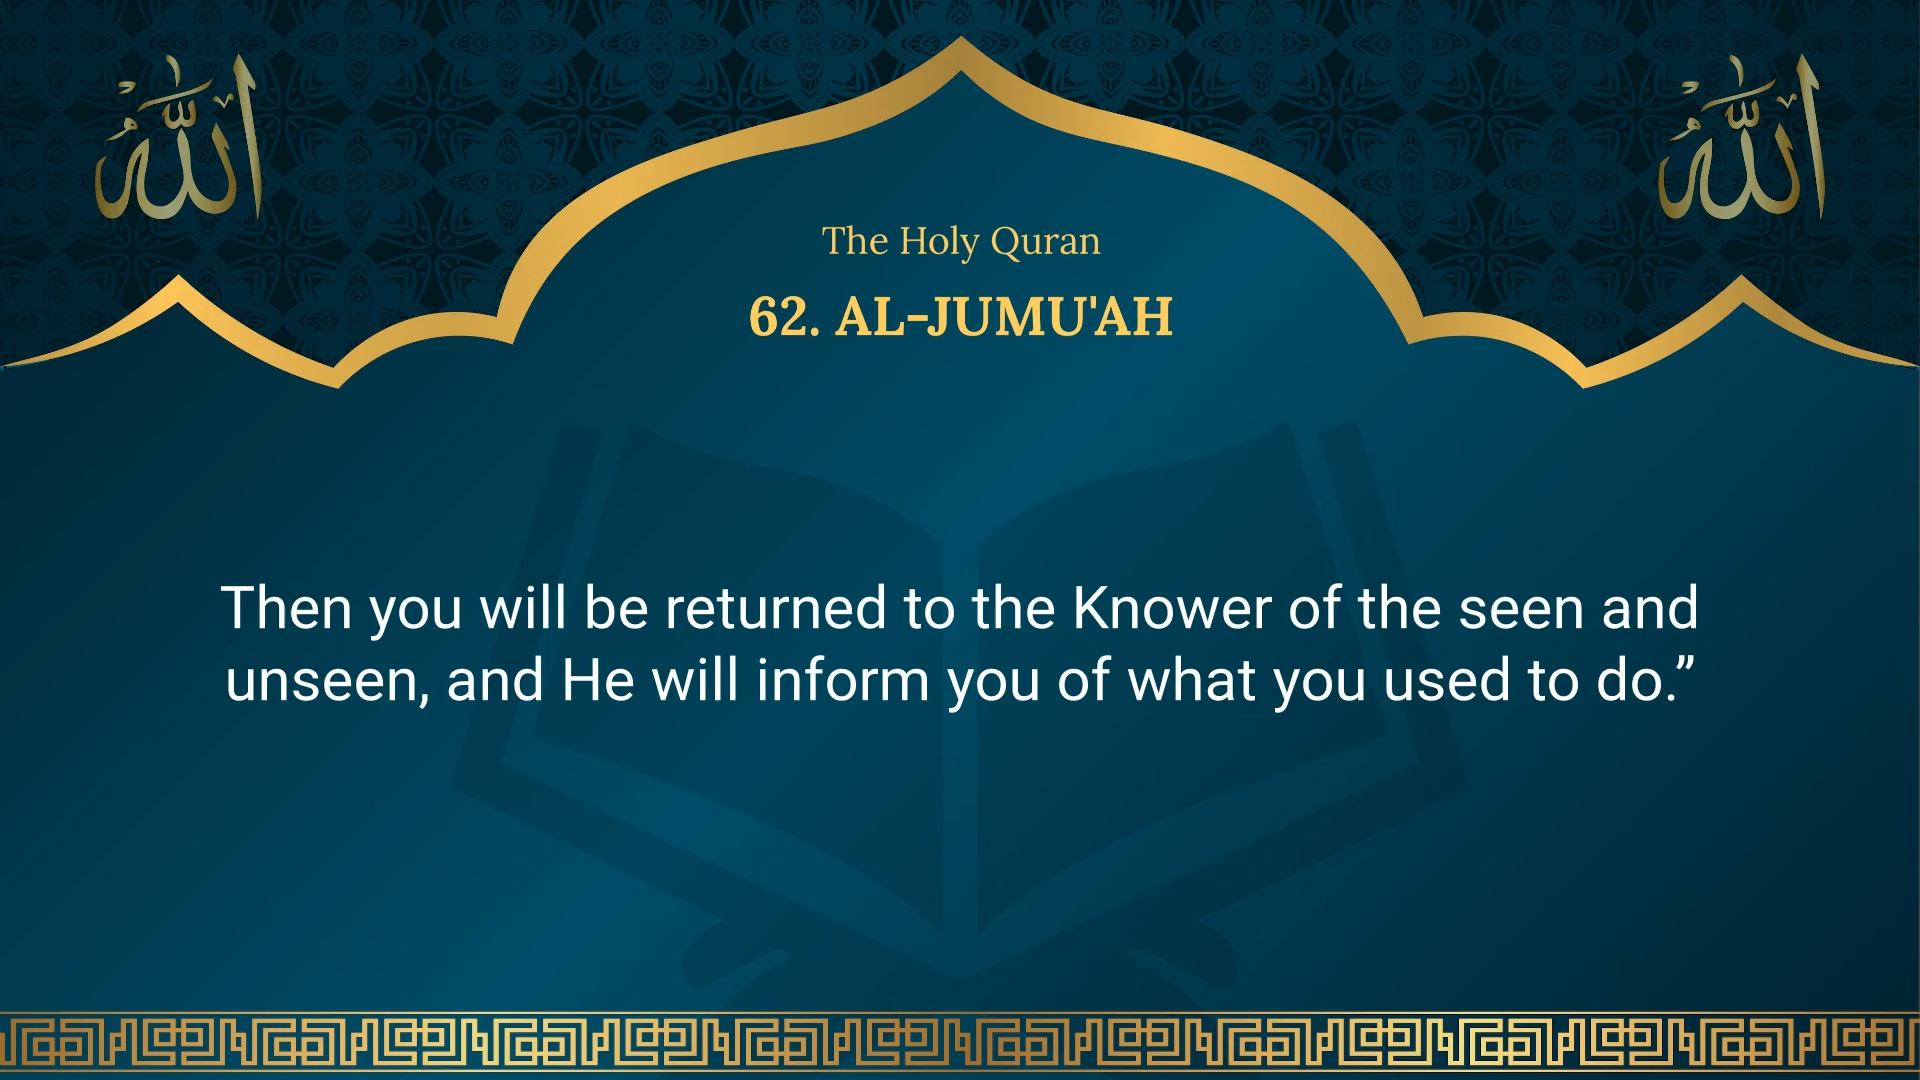 الله الله
The Holy Quran
62. AL-JUMU'AH
Then you will be returned to the Knower of the seen and
unseen, and He will inform you of what you used to do.”